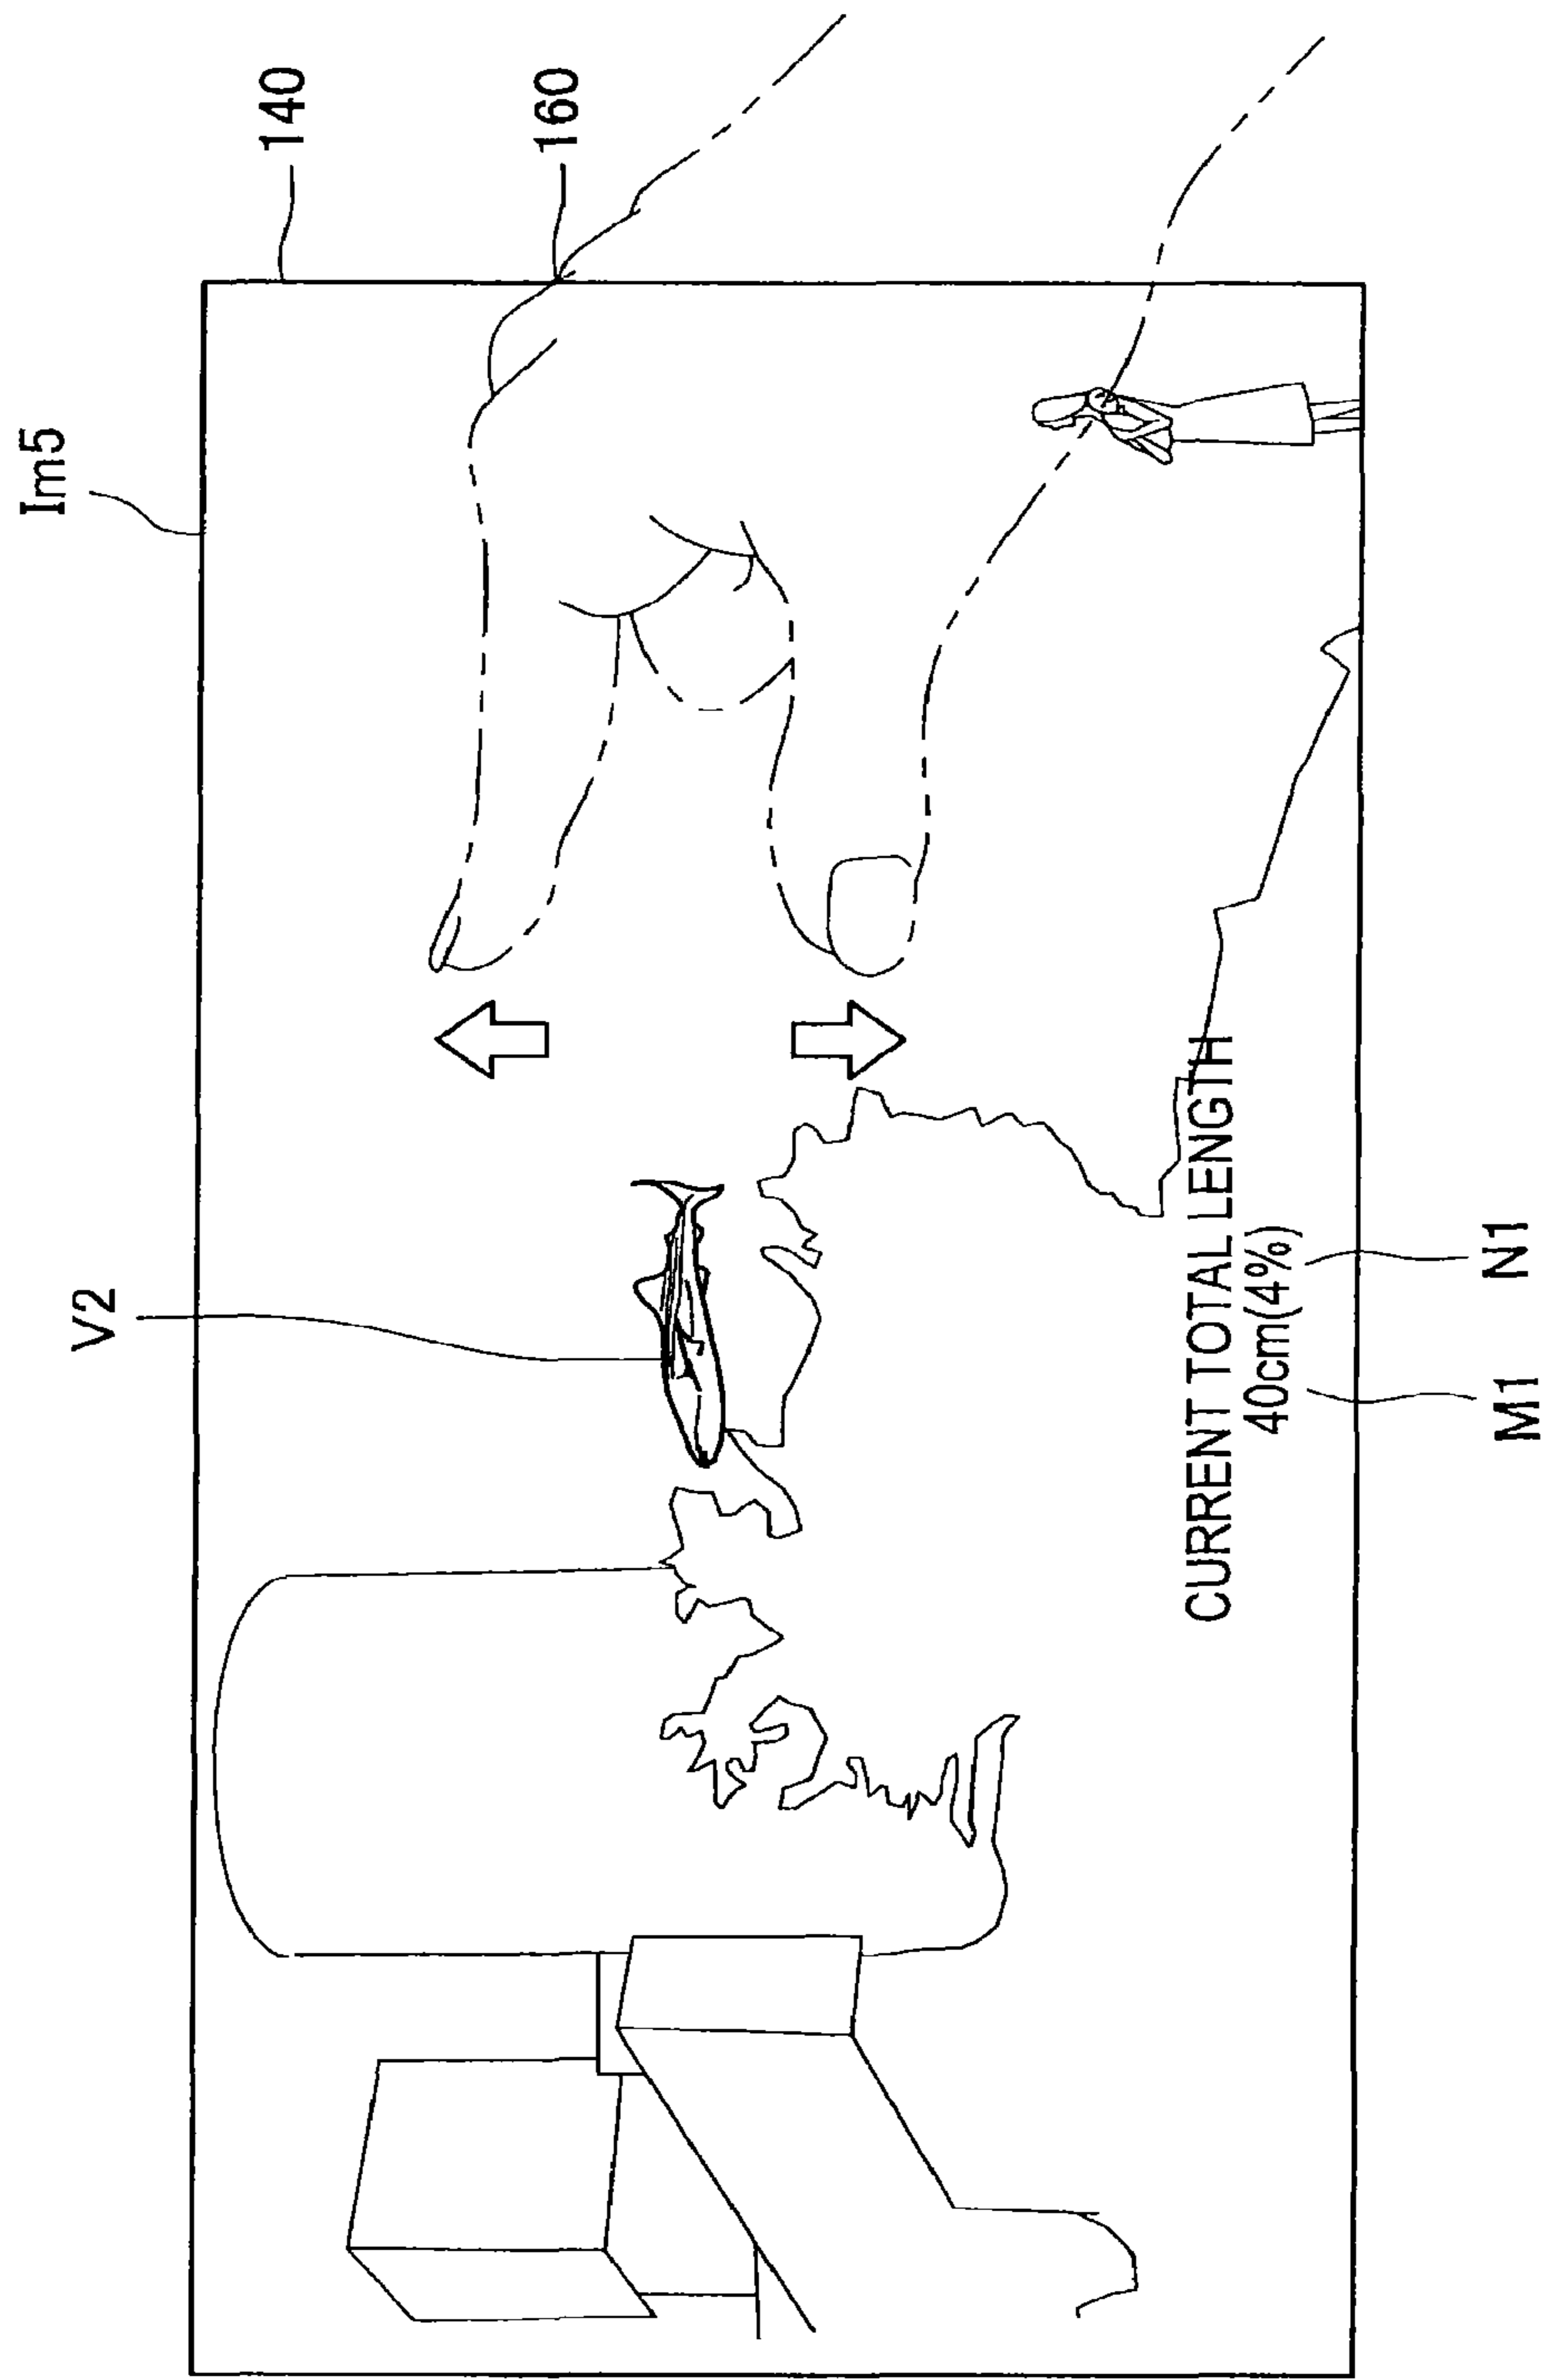 Im5
140
160
V2
CURRENT TOTAL LENGTH
40cm(4%)
M1
N1